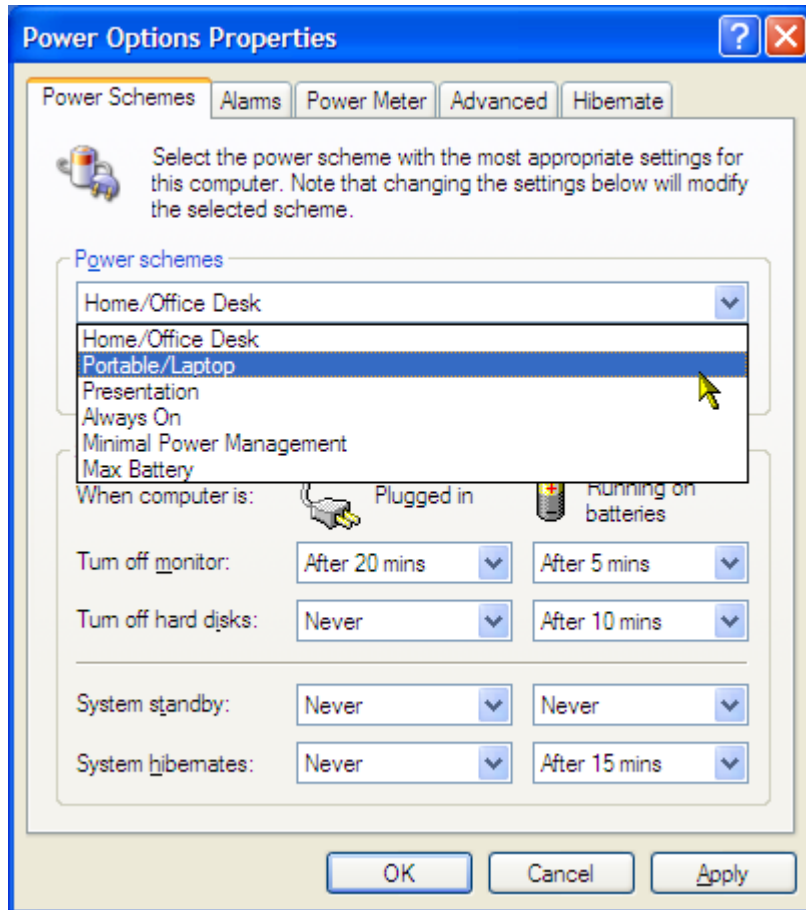 Power Options Properties
Power Schemes Alarms Power Meter Advanced Hibernate
Select the power scheme with the most appropriate settings for
this computer. Note that changing the settings below will modify
the selected scheme.
Power schemes
Home/Office Desk
Home/Office Desk
Portable/Laptop
Presentation
Always On
Minimal Power Management
Max Battery
When computer is: Plugged in Running on
batteries
Turn off monitor: After 20 mins After 5 mins
Turn off hard disks: Never After 10 mins
System standby: Never Never
System hibernates: Never After 15 mins
OK Cancel Apply